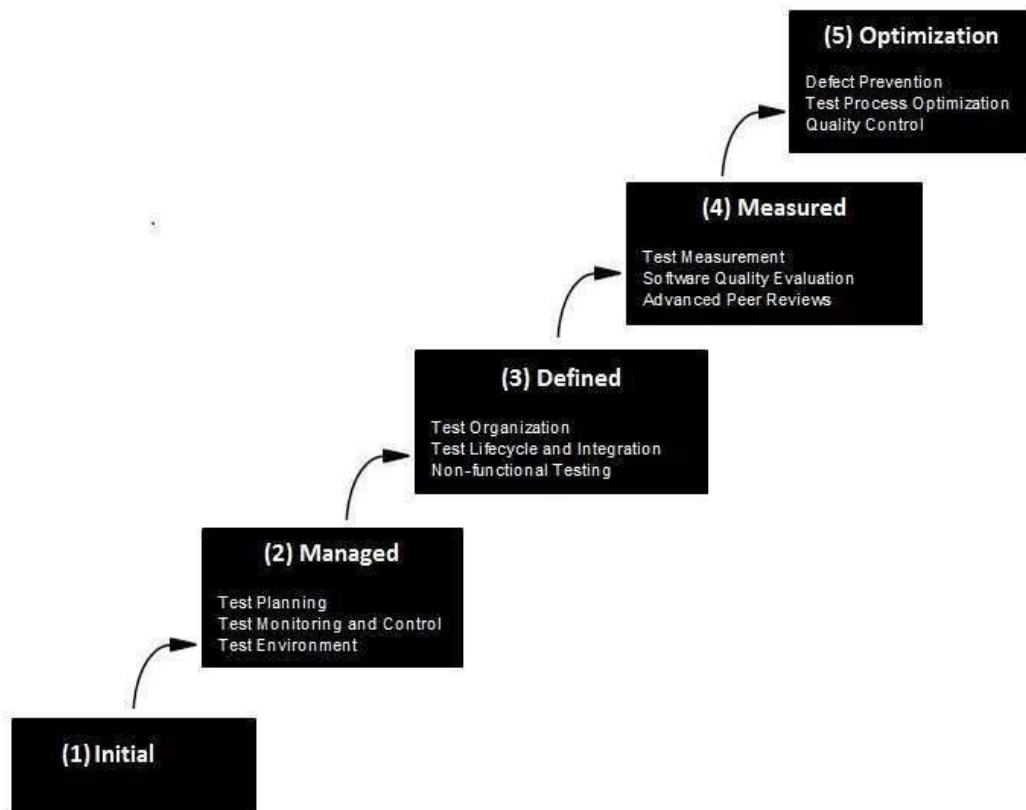 (5) Optimization
Defect Prevention
Test Process Optimization
Quality Control
(4) Measured
Test Measurement
Software Quality Evaluation
Advanced Peer Reviews
(3) Defined
Test Organization
Test Lifecycle and Integration
Non-functional Testing
(2) Managed
Test Planning
Test Monitoring and Control
Test Environment
(1) Initial